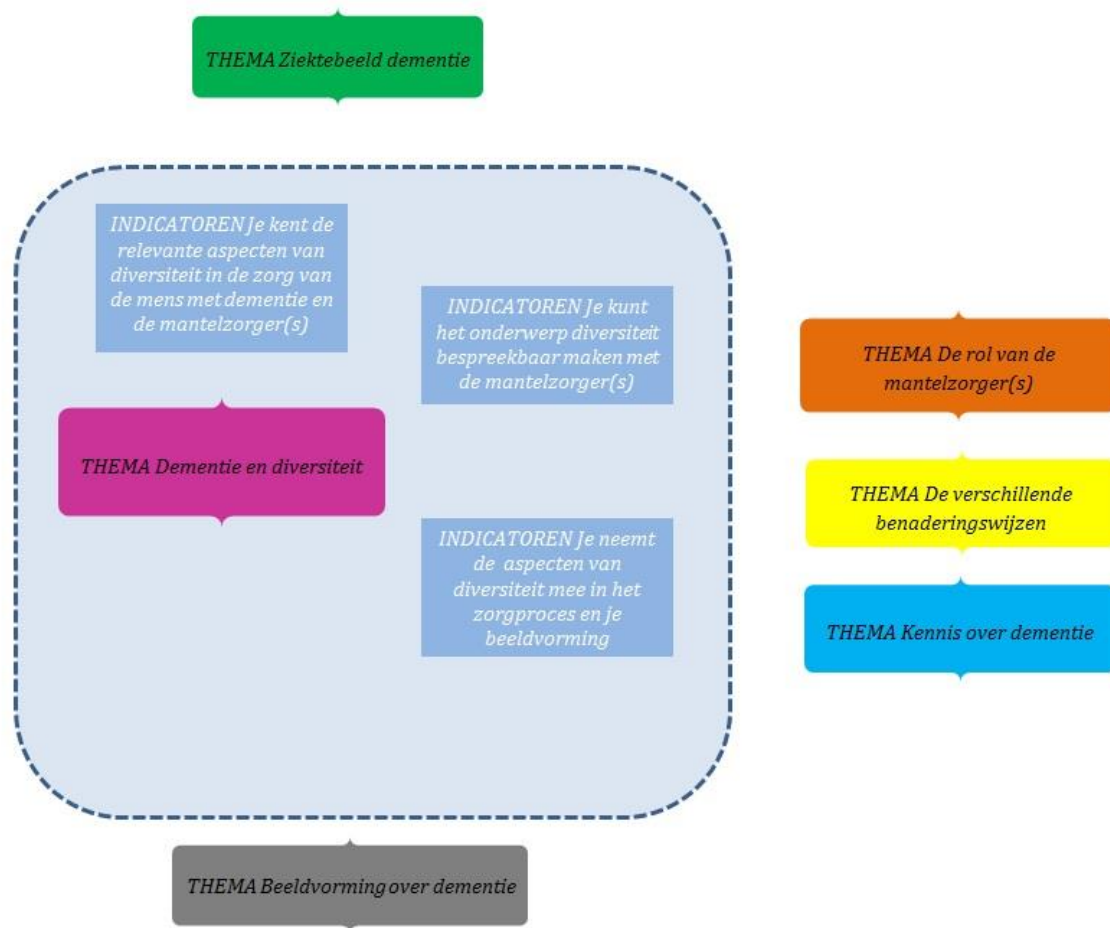 THEMA Ziektebeeld dementie
INDICATOREN Je kent de
relevante aspecten van
diversiteit in de zorg van
de mens met dementie en
de mantelzorger(s)
INDICATOREN Je kunt
het onderwerp diversiteit
bespreekbaar maken met
de mantelzorger(s)
THEMA De rol van de
mantelzorger(s)
THEMA Dementie en diversiteit
THEMA De verschillende
benaderingswijzen
INDICATOREN Je neemt
de aspecten van
diversiteit mee in het
zorgproces en je
beeldvorming
THEMA Kennis over dementie
THEMA Beeldvorming over dementie